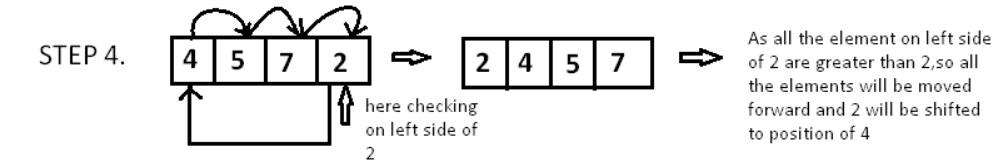 STEP 4.
4 5 7 2
2 4 5 7
here checking
on left side of
2
As all the element on left side
of 2 are greater than 2,so all
the elements will be moved
forward and 2 will be shifted
to position of 4